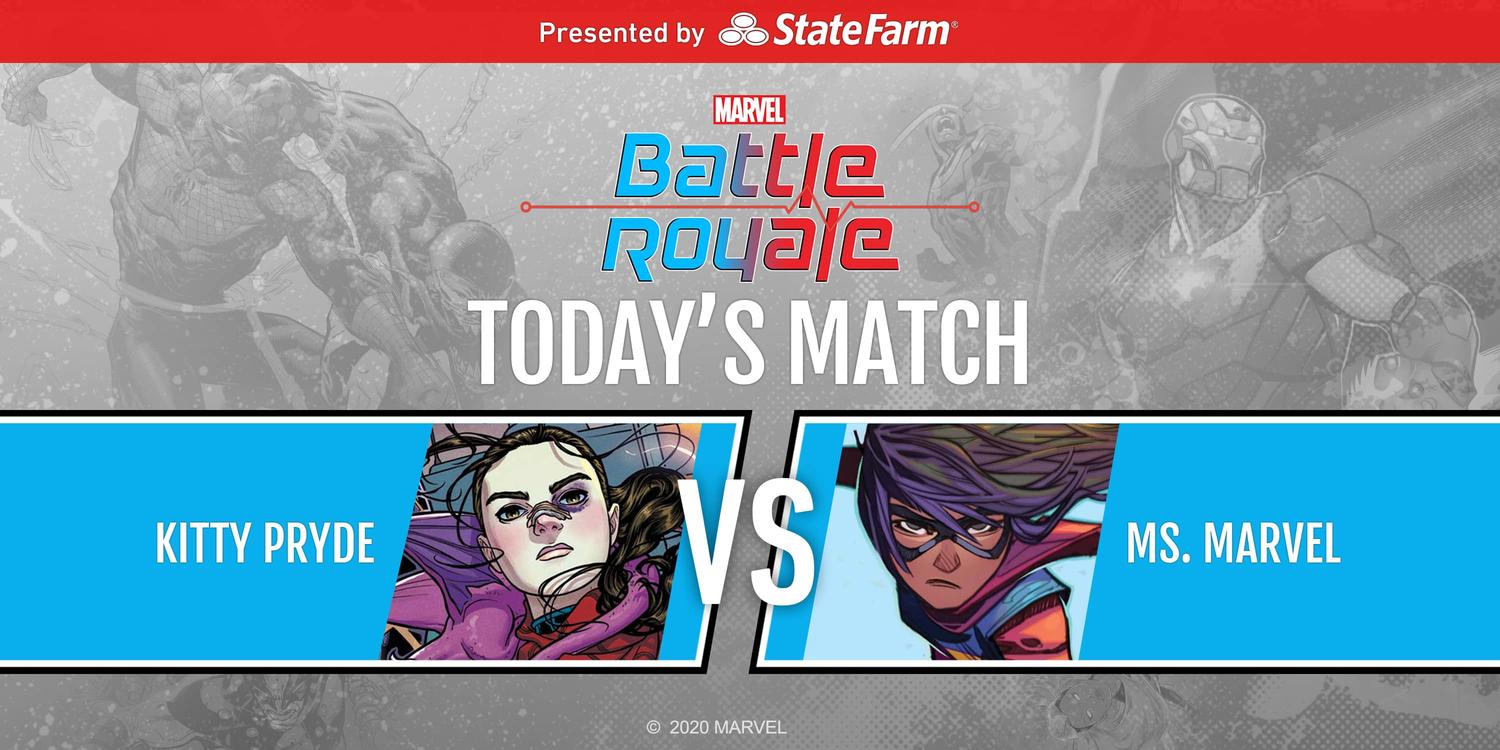 Presented by StateFarm®
MARVEL
Battle
Royale
TODAY'S MATCH
KITTY PRYDE
VS
MS. MARVEL
© 2020 MARVEL